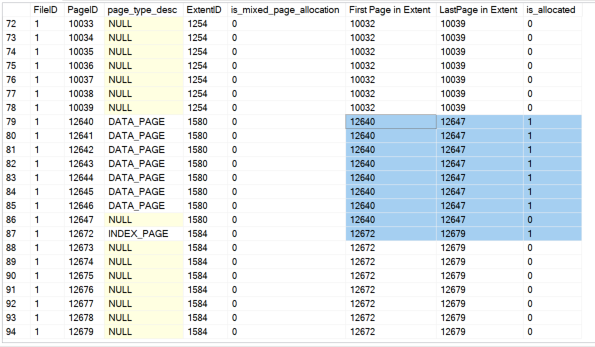 FileID PageID page_type_desc ExtentID is_mixed_page_allocation First Page in Extent LastPage in Extent is_allocated
72 1 10033 NULL 1254 0 10032 10039 0
73 1 10034 NULL 1254 0 10032 10039 0
74 1 10035 NULL 1254 0 10032 10039 0
75 1 10036 NULL 1254 0 10032 10039 0
76 1 10037 NULL 1254 0 10032 10039 0
77 1 10038 NULL 1254 0 10032 10039 0
78 1 10039 NULL 1254 0 10032 10039 0
79 1 12640 DATA_PAGE 1580 0 12640 12647 1
80 1 12641 DATA_PAGE 1580 0 12640 12647 1
81 1 12642 DATA_PAGE 1580 0 12640 12647 1
82 1 12643 DATA_PAGE 1580 0 12640 12647 1
83 1 12644 DATA_PAGE 1580 0 12640 12647 1
84 1 12645 DATA_PAGE 1580 0 12640 12647 1
85 1 12646 DATA_PAGE 1580 0 12640 12647 1
86 1 12647 NULL 1580 0 12640 12647 0
87 1 12672 INDEX_PAGE 1584 0 12672 12679 1
88 1 12673 NULL 1584 0 12672 12679 0
89 1 12674 NULL 1584 0 12672 12679 0
90 1 12675 NULL 1584 0 12672 12679 0
91 1 12676 NULL 1584 0 12672 12679 0
92 1 12677 NULL 1584 0 12672 12679 0
93 1 12678 NULL 1584 0 12672 12679 0
94 1 12679 NULL 1584 0 12672 12679 0